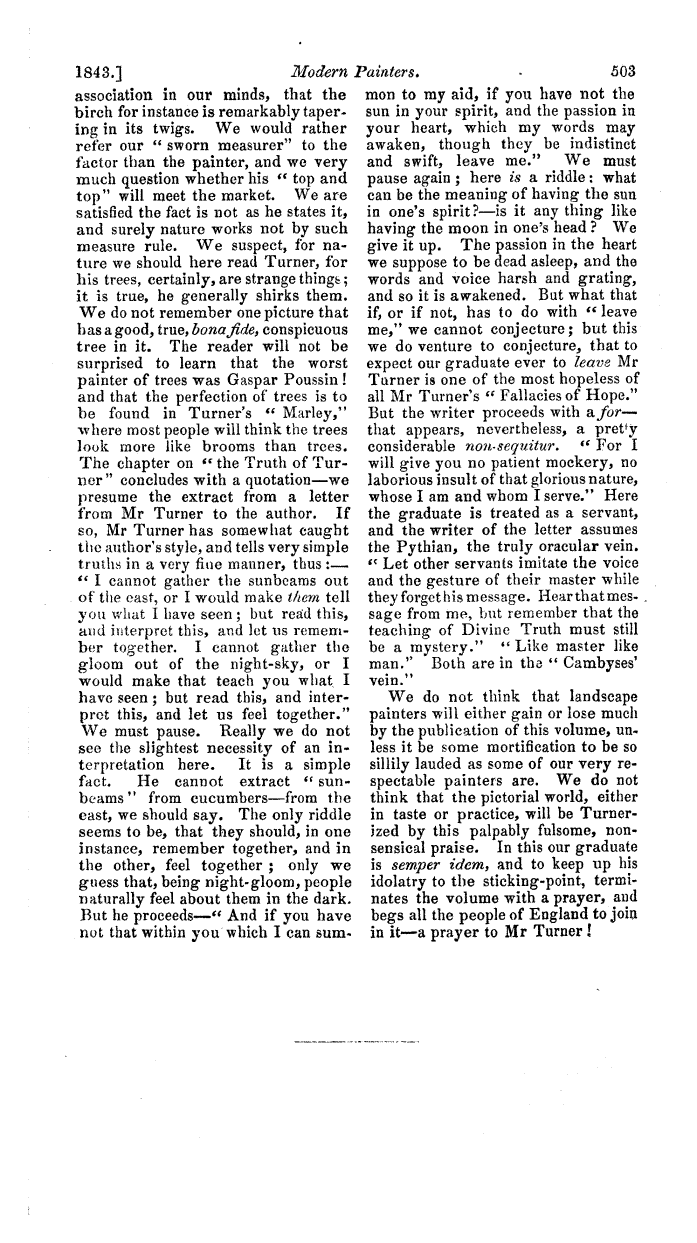 1843.] Modern Painters. 503
association in our minds, that the
birch for instance is remarkably taper-
ing in its twigs. We would rather
refer our “ sworn measurer” to the
factor than the painter, and we very
much question whether his “ top and
top” will meet the market. We are
satisfied the fact is not as he states it,
and surely nature works not by such
measure rule. We suspect, for na-
ture we should here read Turner, for
his trees, certainly, are strange things;
it is true, he generally shirks them.
We do not remember one picture that
has a good, true, bona fide, conspicuous
tree in it. The reader will not be
surprised to learn that the worst
painter of trees was Gaspar Poussin !
and that the perfection of trees is to
be found in Turner's “ Marley,”
where most people will think the trees
look more like brooms than trees.
The chapter on “ the Truth of Tur-
ner” concludes with a quotation—we
presume the extract from a letter
from Mr Turner to the author. If
so, Mr Turner has somewhat caught
the author's style, and tells very simple
truths in a very fine manner, thus :—
“ I cannot gather the sunbeams out
of the east, or I would make them tell
you what I have seen ; but read this,
and interpret this, and let us remem-
ber together. I cannot gather the
gloom out of the night-sky, or I
would make that teach you what I
have seen ; but read this, and inter-
pret this, and let us feel together.”
We must pause. Really we do not
see the slightest necessity of an in-
terpretation here. It is a simple
fact. He cannot extract “ sun-
beams” from cucumbers—from the
east, we should say. The only riddle
seems to be, that they should, in one
instance, remember together, and in
the other, feel together ; only we
guess that, being night-gloom, people
naturally feel about them in the dark.
But he proceeds—“ And if you have
not that within you which I can sum-
mon to my aid, if you have not the
sun in your spirit, and the passion in
your heart, which my words may
awaken, though they be indistinct
and swift, leave me.” We must
pause again ; here is a riddle: what
can be the meaning of having the sun
in one's spirit?—is it any thing like
having the moon in one's head ? We
give it up. The passion in the heart
we suppose to be dead asleep, and the
words and voice harsh and grating,
and so it is awakened. But what that
if, or if not, has to do with “ leave
me,” we cannot conjecture ; but this
we do venture to conjecture, that to
expect our graduate ever to leave Mr
Turner is one of the most hopeless of
all Mr Turner's “ Fallacies of Hope.”
But the writer proceeds with a for—
that appears, nevertheless, a pretty
considerable non-sequitur. “ For I
will give you no patient mockery, no
laborious insult of that glorious nature,
whose I am and whom I serve.” Here
the graduate is treated as a servant,
and the writer of the letter assumes
the Pythian, the truly oracular vein.
“ Let other servants imitate the voice
and the gesture of their master while
they forget his message. Hear that mes-
sage from me, but remember that the
teaching of Divine Truth must still
be a mystery.” “ Like master like
man.” Both are in the “ Cambyses'
vein.”
We do not think that landscape
painters will either gain or lose much
by the publication of this volume, un-
less it be some mortification to be so
sillily lauded as some of our very re-
spectable painters are. We do not
think that the pictorial world, either
in taste or practice, will be Turner-
ized by this palpably fulsome, non-
sensical praise. In this our graduate
is semper idem, and to keep up his
idolatry to the sticking-point, termi-
nates the volume with a prayer, and
begs all the people of England to join
in it—a prayer to Mr Turner !